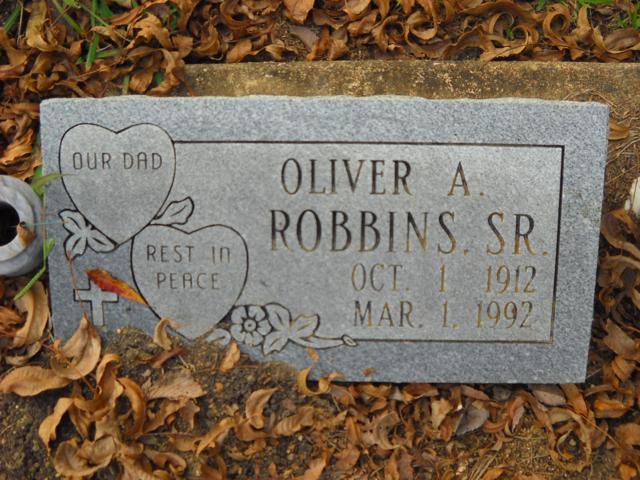 OUR DAD
REST IN
PEACE
OLIVER A.
ROBBINS, SR.
OCT. 1 1912
MAR. 1, 1992